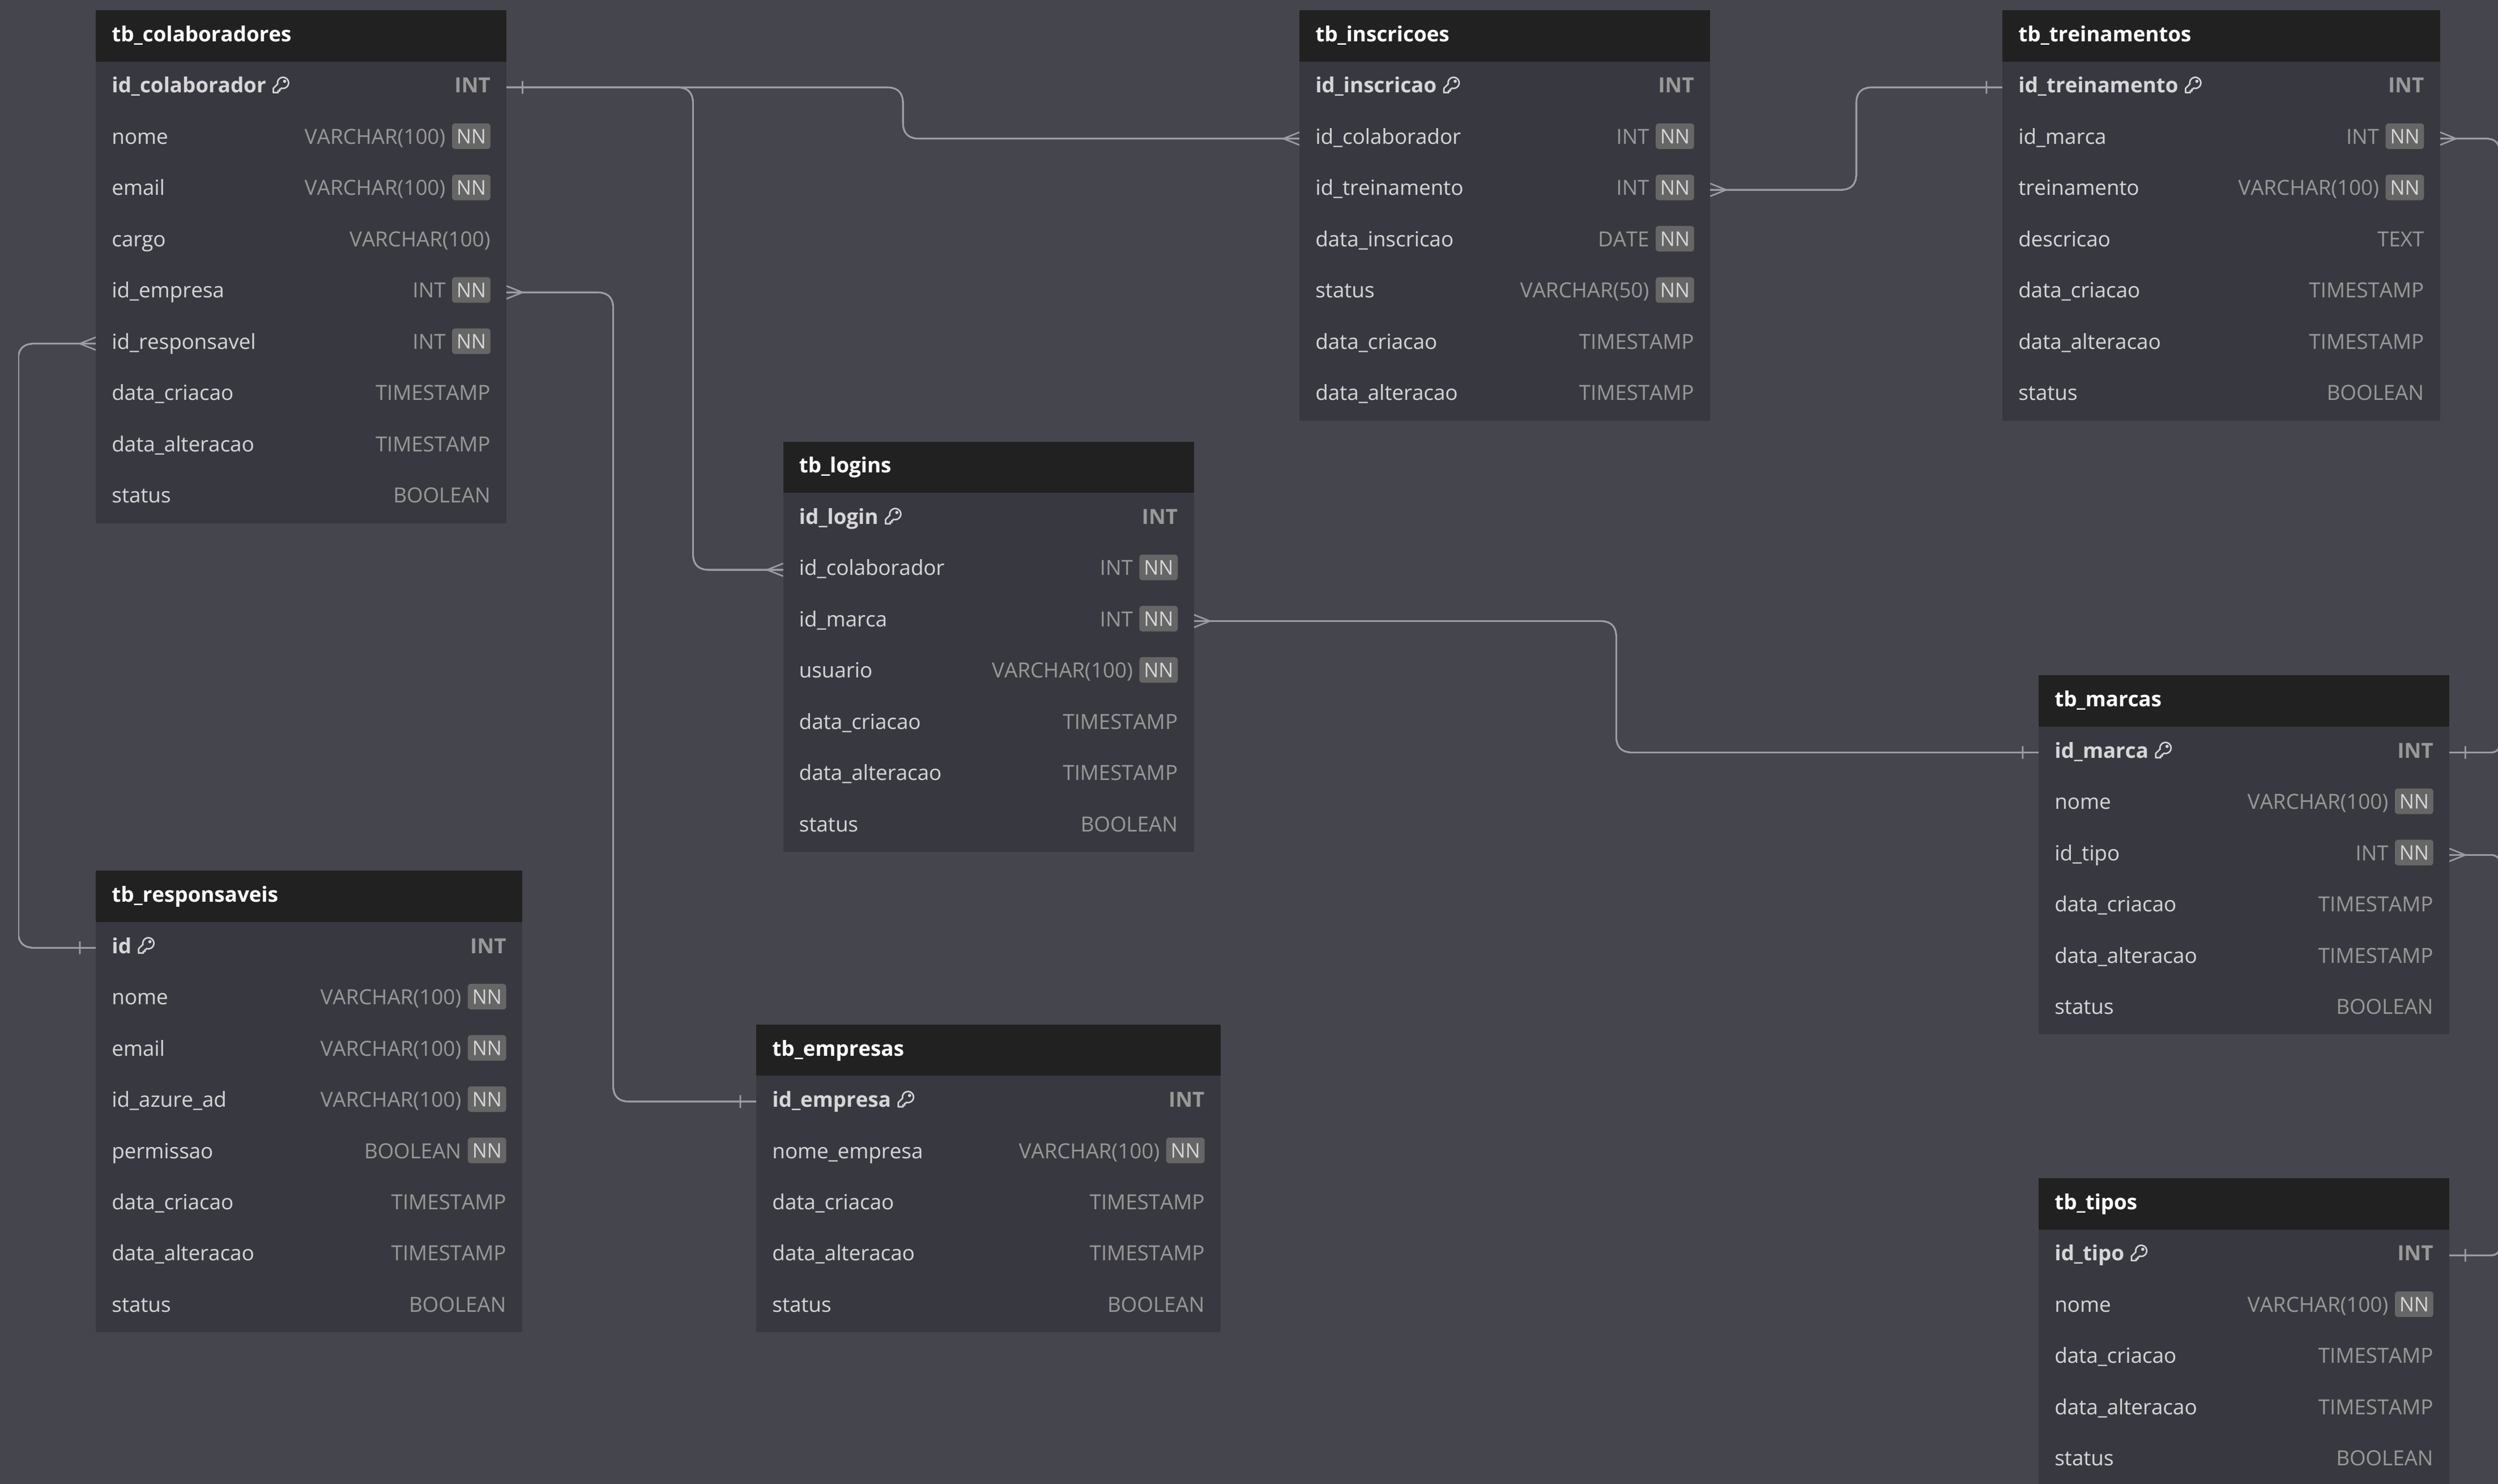 tb_colaboradores
id_colaborador INT
nome VARCHAR(100) NN
email VARCHAR(100) NN
cargo VARCHAR(100)
id_empresa INT NN
id_responsavel INT NN
data_criacao TIMESTAMP
data_alteracao TIMESTAMP
status BOOLEAN
tb_inscricoes
id_inscricao INT
id_colaborador INT NN
id_treinamento INT NN
data_inscricao DATE NN
status VARCHAR(50) NN
data_criacao TIMESTAMP
data_alteracao TIMESTAMP
tb_treinamentos
id_treinamento INT
id_marca INT NN
treinamento VARCHAR(100) NN
descricao TEXT
data_criacao TIMESTAMP
data_alteracao TIMESTAMP
status BOOLEAN
tb_logins
id_login INT
id_colaborador INT NN
id_marca INT NN
usuario VARCHAR(100) NN
data_criacao TIMESTAMP
data_alteracao TIMESTAMP
status BOOLEAN
tb_marcas
id_marca INT
nome VARCHAR(100) NN
id_tipo INT NN
data_criacao TIMESTAMP
data_alteracao TIMESTAMP
status BOOLEAN
tb_responsaveis
id INT
nome VARCHAR(100) NN
email VARCHAR(100) NN
id_azure_ad VARCHAR(100) NN
permissao BOOLEAN NN
data_criacao TIMESTAMP
data_alteracao TIMESTAMP
status BOOLEAN
tb_empresas
id_empresa INT
nome_empresa VARCHAR(100) NN
data_criacao TIMESTAMP
data_alteracao TIMESTAMP
status BOOLEAN
tb_tipos
id_tipo INT
nome VARCHAR(100) NN
data_criacao TIMESTAMP
data_alteracao TIMESTAMP
status BOOLEAN